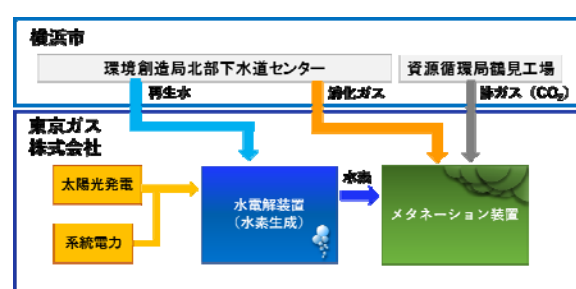 横浜市
環境創造局北部下水道センター
資源循環局鶴見工場
再生水
消化ガス
排ガス（CO₂）
東京ガス
株式会社
太陽光発電
系統電力
水電解装置
（水素生成）
水素
メタネーション装置